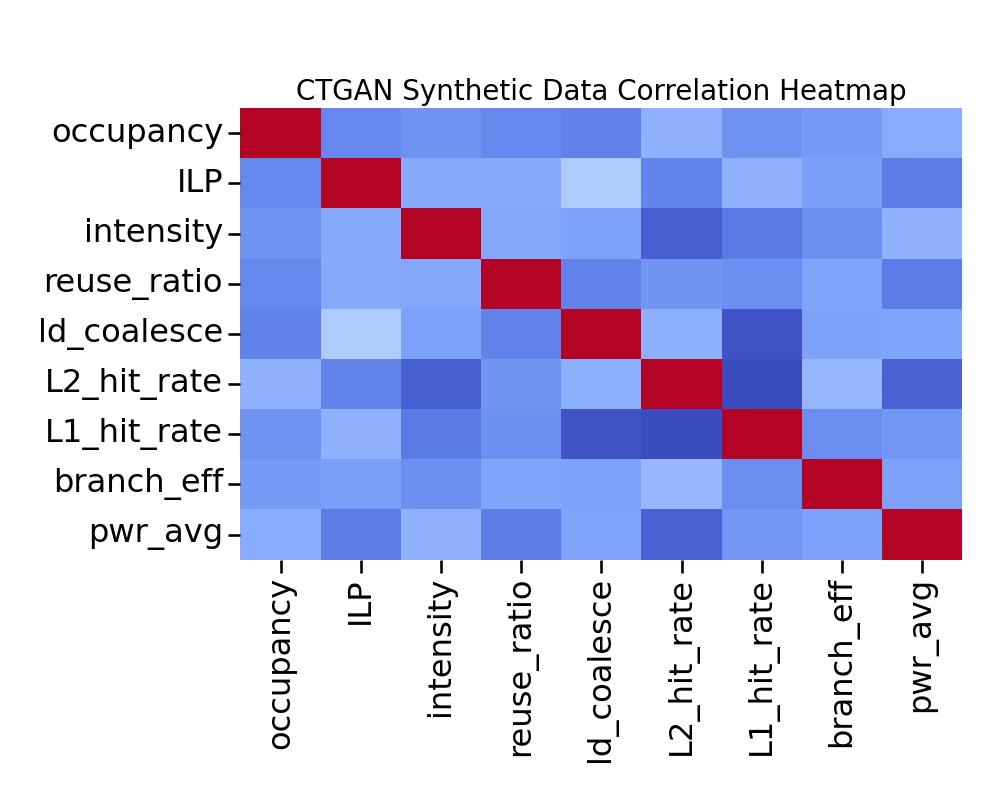 CTGAN Synthetic Data Correlation Heatmap
occupancy
ILP
intensity
reuse_ratio
ld_coalesce
L2_hit_rate
L1_hit_rate
branch_eff
pwr_avg
occupancy
ILP
intensity
reuse_ratio
ld_coalesce
L2_hit_rate
L1_hit_rate
branch_eff
pwr_avg